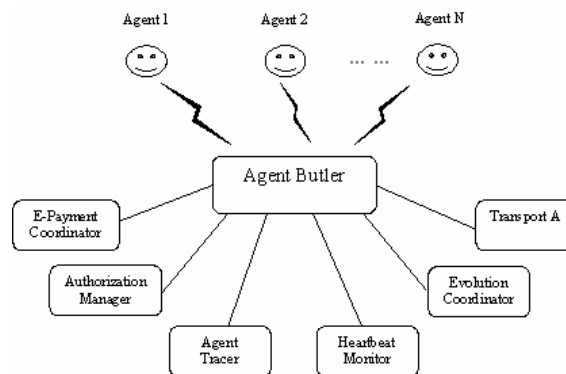 Agent 1
Agent 2
Agent N
... ...
Agent Butler
E-Payment
Coordinator
Transport A
Authorization
Manager
Evolution
Coordinator
Agent
Tracer
Heartbeat
Monitor